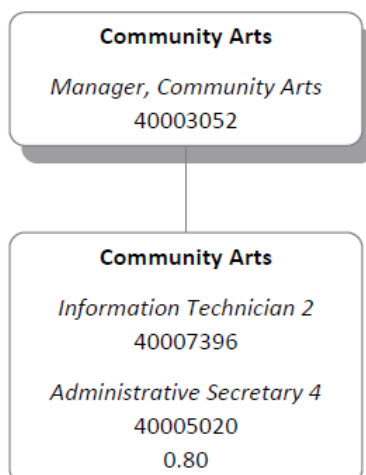 Community Arts
Manager, Community Arts
40003052
Community Arts
Information Technician 2
40007396
Administrative Secretary 4
40005020
0.80